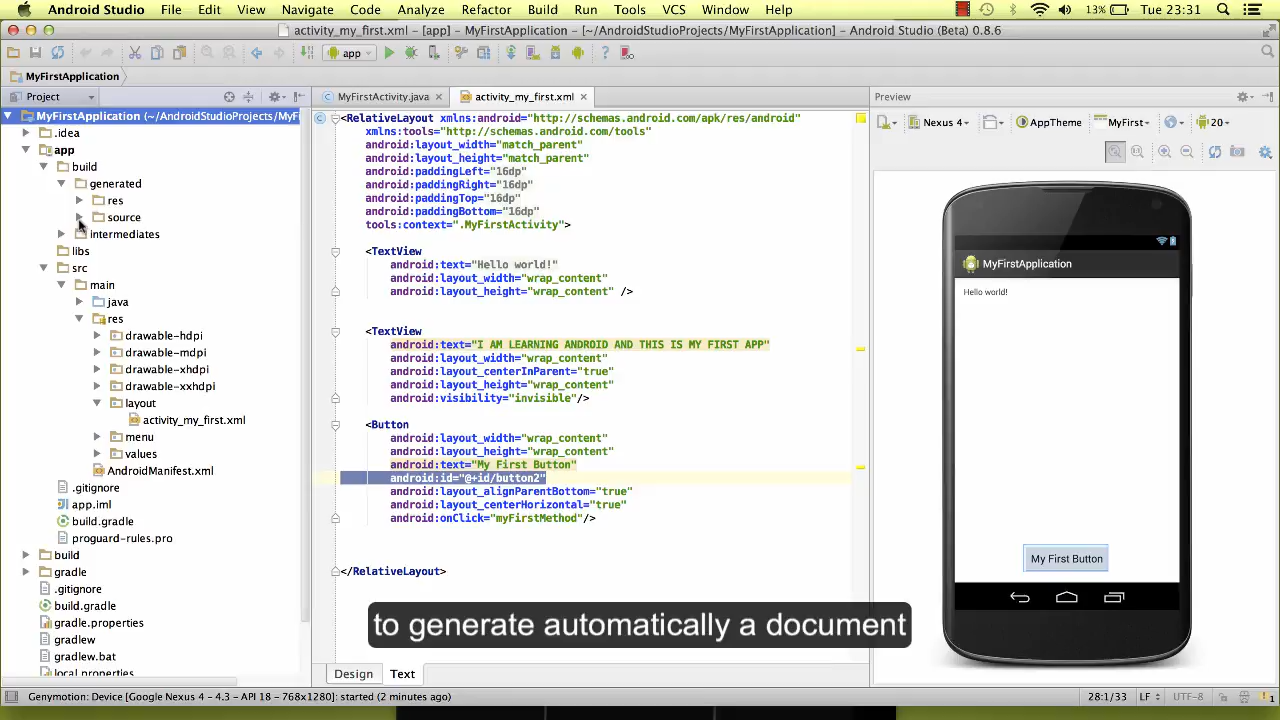 Android Studio File Edit View Navigate Code Analyze Refactor Build Run Tools VCS Window Help 13% Tue 23:31
activity_my_first.xml - [app] - MyFirstApplication - [~/AndroidStudioProjects/MyFirstApplication] - Android Studio (Beta) 0.8.6
app
MyFirstApplication
Project
MyFirstActivity.java
activity_my_first.xml
Preview
MyFirstApplication (~/AndroidStudioProjects/MyFi
.idea
app
build
generated
res
source
intermediates
libs
src
main
java
res
drawable-hdpi
drawable-mdpi
drawable-xhdpi
drawable-xxhdpi
layout
activity_my_first.xml
menu
values
AndroidManifest.xml
.gitignore
app.iml
build.gradle
proguard-rules.pro
build
gradle
.gitignore
build.gradle
gradle.properties
gradlew
gradlew.bat
local.properties
<RelativeLayout xmlns:android="http://schemas.android.com/apk/res/android"
xmlns:tools="http://schemas.android.com/tools"
android:layout_width="match_parent"
android:layout_height="match_parent"
android:paddingLeft="16dp"
android:paddingRight="16dp"
android:paddingTop="16dp"
android:paddingBottom="16dp"
tools:context=".MyFirstActivity">
<TextView
android:text="Hello world!"
android:layout_width="wrap_content"
android:layout_height="wrap_content" />
<TextView
android:text="I AM LEARNING ANDROID AND THIS IS MY FIRST APP"
android:layout_width="wrap_content"
android:layout_centerInParent="true"
android:layout_height="wrap_content"
android:visibility="invisible"/>
<Button
android:layout_width="wrap_content"
android:layout_height="wrap_content"
android:text="My First Button"
android:id="@+id/button2"
android:layout_alignParentBottom="true"
android:layout_centerHorizontal="true"
android:onClick="myFirstMethod"/>
</RelativeLayout>
to generate automatically a document
Design Text
Nexus 4 AppTheme MyFirst 20
MyFirstApplication
Hello world!
My First Button
Genymotion: Device [Google Nexus 4 - 4.3 - API 18 - 768x1280]: started (2 minutes ago)
28:1/33 LF UTF-8 1